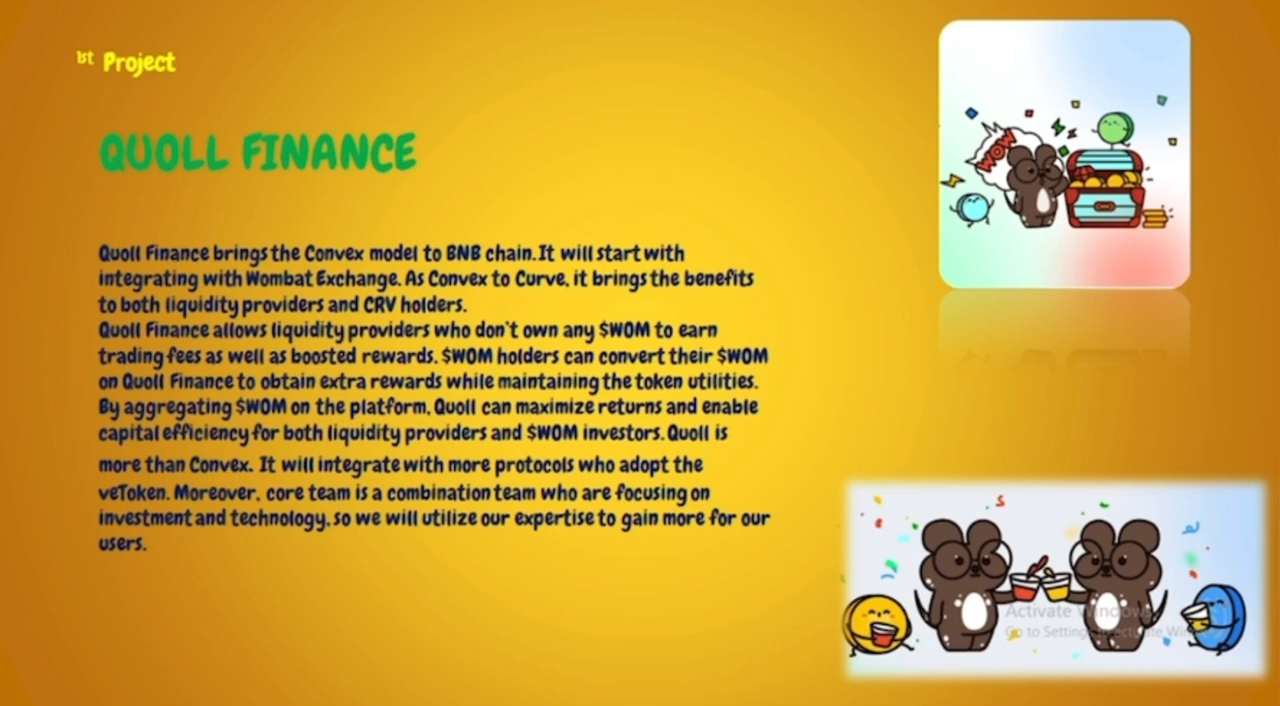 1st Project
QUOLL FINANCE
Quoll Finance brings the Convex model to BNB chain. It will start with
integrating with Wombat Exchange. As Convex to Curve, it brings the benefits
to both liquidity providers and CRV holders.
Quoll Finance allows liquidity providers who don't own any $WOM to earn
trading fees as well as boosted rewards. $WOM holders can convert their $WOM
on Quoll Finance to obtain extra rewards while maintaining the token utilities.
By aggregating $WOM on the platform, Quoll can maximize returns and enable
capital efficiency for both liquidity providers and $WOM investors. Quoll is
more than Convex. It will integrate with more protocols who adopt the
veToken. Moreover, core team is a combination team who are focusing on
investment and technology, so we will utilize our expertise to gain more for our
users.
WOW
Activate Windows
Go to Settings to activate Windows